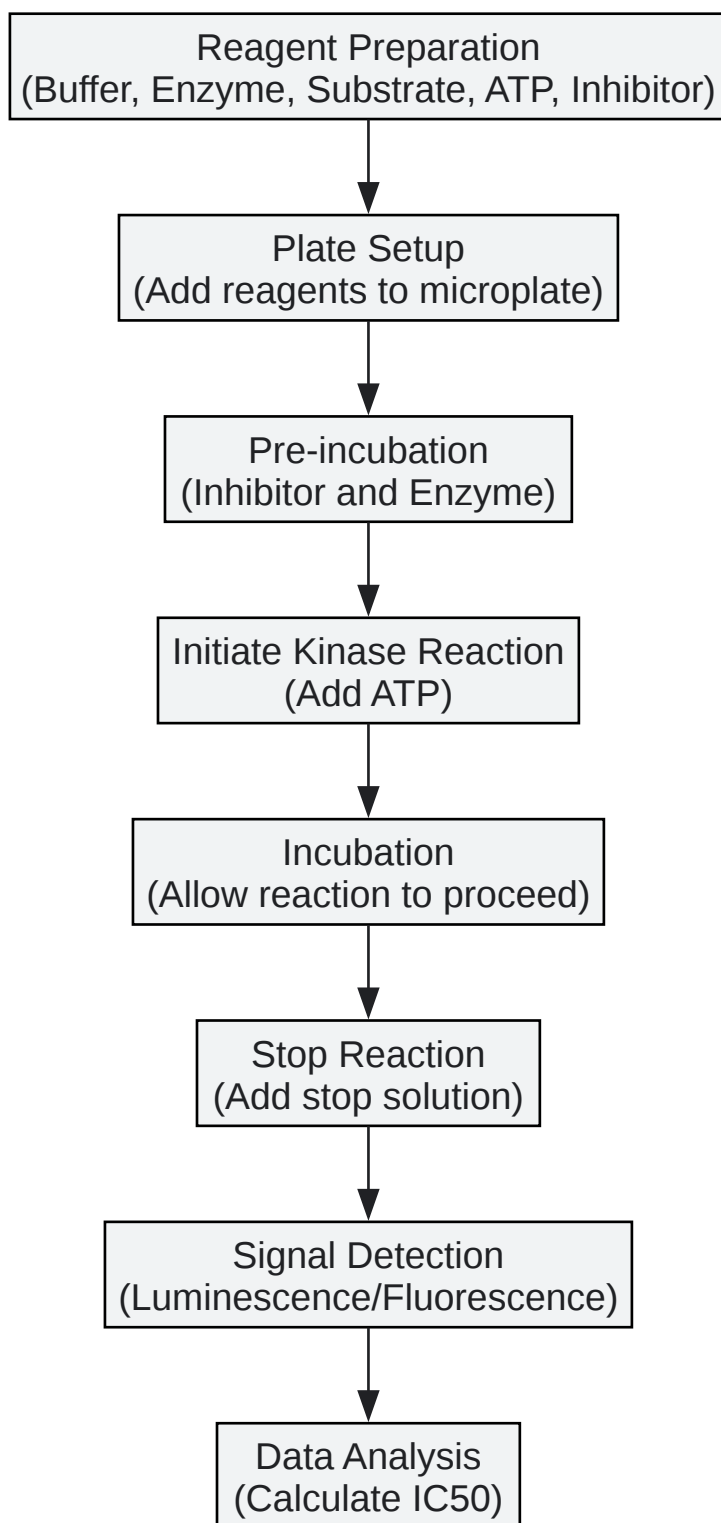 Reagent Preparation
(Buffer, Enzyme, Substrate, ATP, Inhibitor)
Plate Setup
(Add reagents to microplate)
Pre-incubation
(Inhibitor and Enzyme)
Initiate Kinase Reaction
(Add ATP)
Incubation
(Allow reaction to proceed)
Stop Reaction
(Add stop solution)
Signal Detection
(Luminescence/Fluorescence)
Data Analysis
(Calculate IC50)